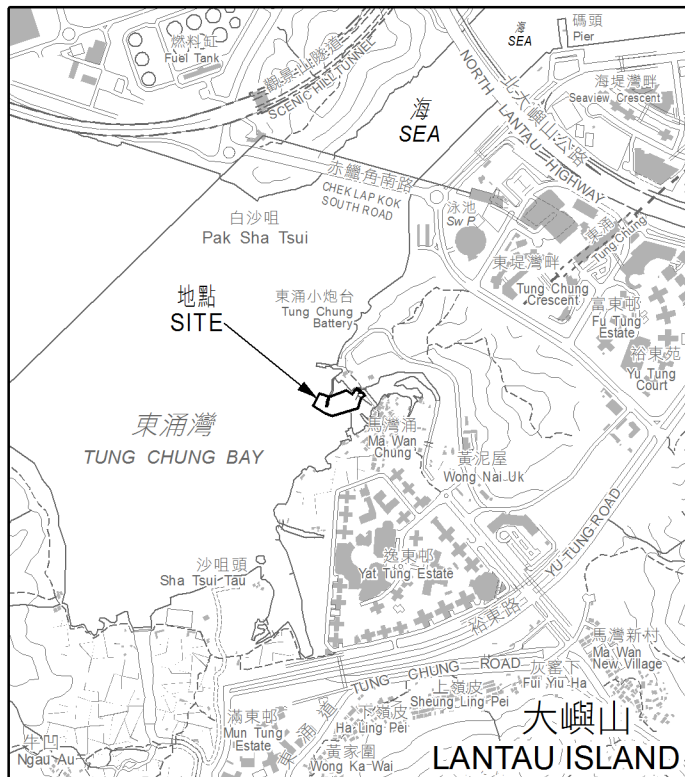 燃料缸
Fuel Tank
觀景山隧道
SCENIC HILL TUNNEL
海
SEA
碼頭
Pier
海堤灣畔
Seaview Crescent
北大嶼山公路
NORTH LANTAU HIGHWAY
海
SEA
赤鱲角南路
CHEK LAP KOK
SOUTH ROAD
泳池
Sw P
東涌
Tung Chung
白沙咀
Pak Sha Tsui
東堤灣畔
Tung Chung
Crescent
地點
SITE
東涌小炮台
Tung Chung
Battery
富東邨
Fu Tung
Estate
裕東苑
Yu Tung
Court
東涌灣
TUNG CHUNG BAY
馬灣涌
Ma Wan
Chung
黃泥屋
Wong Nai Uk
逸東邨
Yat Tung Estate
裕東路
YU TUNG ROAD
沙咀頭
Sha Tsui Tau
馬灣新村
Ma Wan
New Village
灰窰下
Fui Yiu Ha
東涌道
TUNG CHUNG ROAD
上嶺皮
Sheung Ling Pei
下嶺皮
Ha Ling Pei
滿東邨
Mun Tung
Estate
黃家圍
Wong Ka Wai
牛凹
Ngau Au
大嶼山
LANTAU ISLAND